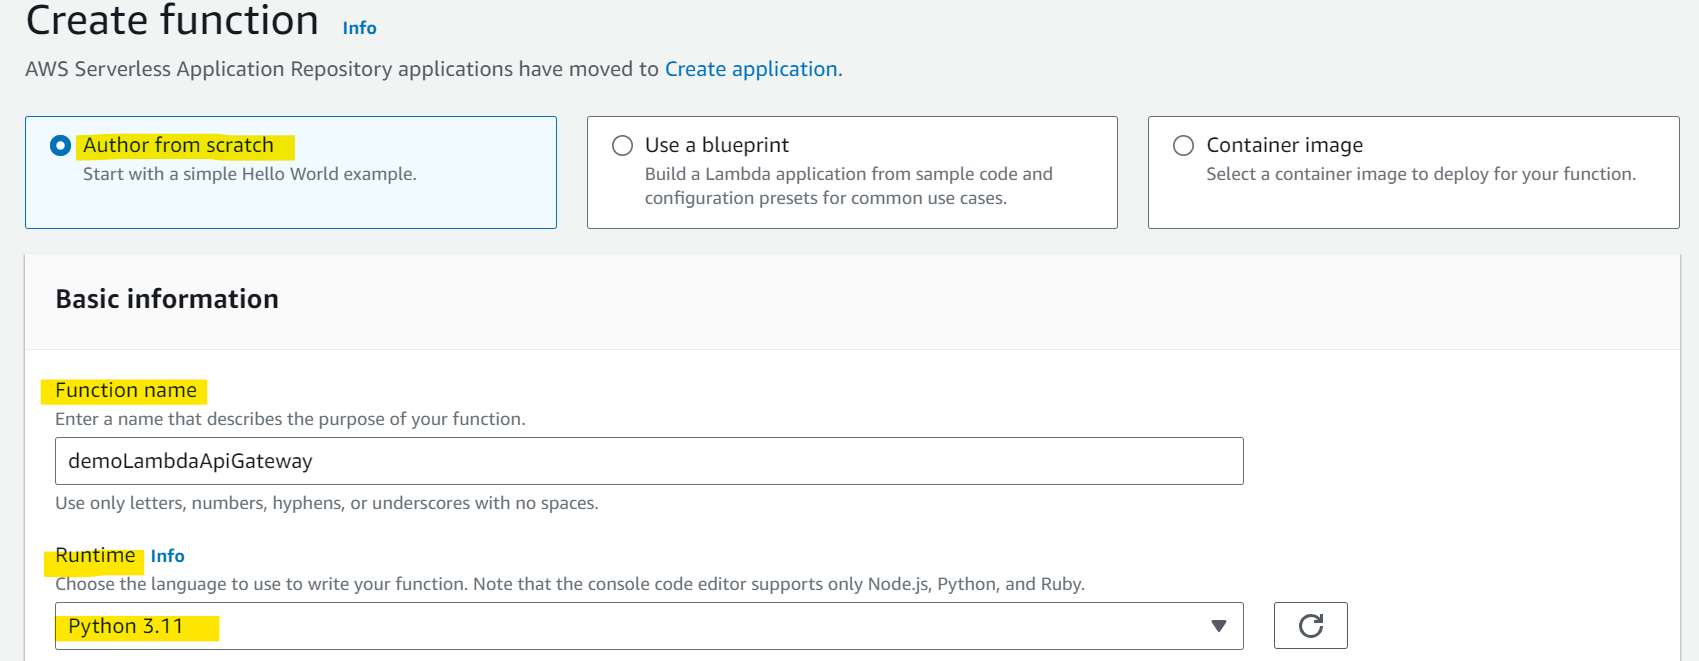 Create function Info
AWS Serverless Application Repository applications have moved to Create application.
Author from scratch
Start with a simple Hello World example.
Use a blueprint
Build a Lambda application from sample code and
configuration presets for common use cases.
Container image
Select a container image to deploy for your function.
Basic information
Function name
Enter a name that describes the purpose of your function.
demoLambdaApiGateway
Use only letters, numbers, hyphens, or underscores with no spaces.
Runtime Info
Choose the language to use to write your function. Note that the console code editor supports only Node.js, Python, and Ruby.
Python 3.11